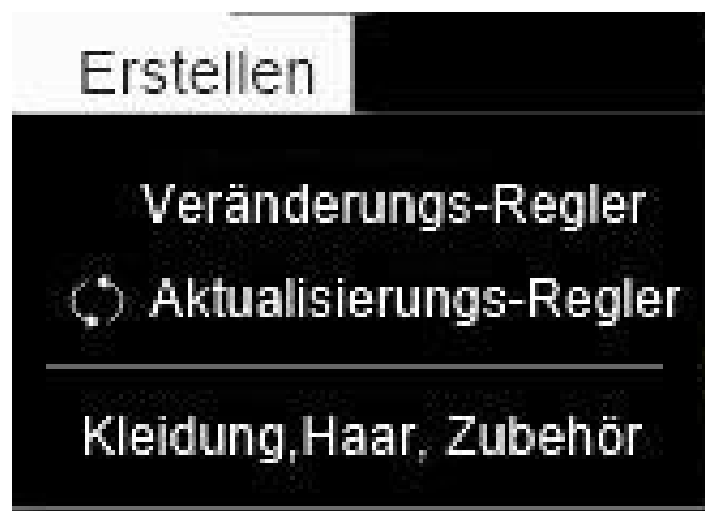 Erstellen
Veränderungs-Regler
Aktualisierungs-Regler
Kleidung,Haar, Zubehör